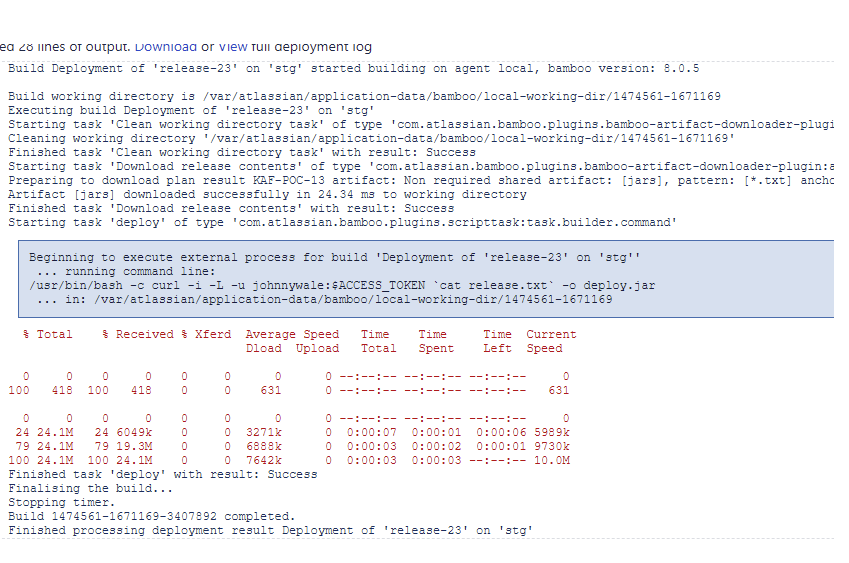 ed 28 lines of output. Download or View full deployment log
Build Deployment of 'release-23' on 'stg' started building on agent local, bamboo version: 8.0.5
Build working directory is /var/atlassian/application-data/bamboo/local-working-dir/1474561-1671169
Executing build Deployment of 'release-23' on 'stg'
Starting task 'Clean working directory task' of type 'com.atlassian.bamboo.plugins.bamboo-artifact-downloader-plugi
Cleaning working directory '/var/atlassian/application-data/bamboo/local-working-dir/1474561-1671169'
Finished task 'Clean working directory task' with result: Success
Starting task 'Download release contents' of type 'com.atlassian.bamboo.plugins.bamboo-artifact-downloader-plugin:a
Preparing to download plan result KAF-POC-13 artifact: Non required shared artifact: [jars], pattern: [*.txt] ancho
Artifact [jars] downloaded successfully in 24.34 ms to working directory
Finished task 'Download release contents' with result: Success
Starting task 'deploy' of type 'com.atlassian.bamboo.plugins.scripttask:task.builder.command'
Beginning to execute external process for build 'Deployment of 'release-23' on 'stg''
... running command line:
/usr/bin/bash -c curl -i -L -u johnnywale:$ACCESS_TOKEN `cat release.txt` -o deploy.jar
... in: /var/atlassian/application-data/bamboo/local-working-dir/1474561-1671169
% Total % Received % Xferd Average Speed Time Time Time Current
Dload Upload Total Spent Left Speed
0 0 0 0 0 0 0 0 --:--:-- --:--:-- --:--:-- 0
100 418 100 418 0 0 631 0 --:--:-- --:--:-- --:--:-- 631
0 0 0 0 0 0 0 0 --:--:-- --:--:-- --:--:-- 0
24 24.1M 24 6049k 0 0 3271k 0 0:00:07 0:00:01 0:00:06 5989k
79 24.1M 79 19.3M 0 0 6888k 0 0:00:03 0:00:02 0:00:01 9730k
100 24.1M 100 24.1M 0 0 7642k 0 0:00:03 0:00:03 --:--:-- 10.0M
Finished task 'deploy' with result: Success
Finalising the build...
Stopping timer.
Build 1474561-1671169-3407892 completed.
Finished processing deployment result Deployment of 'release-23' on 'stg'